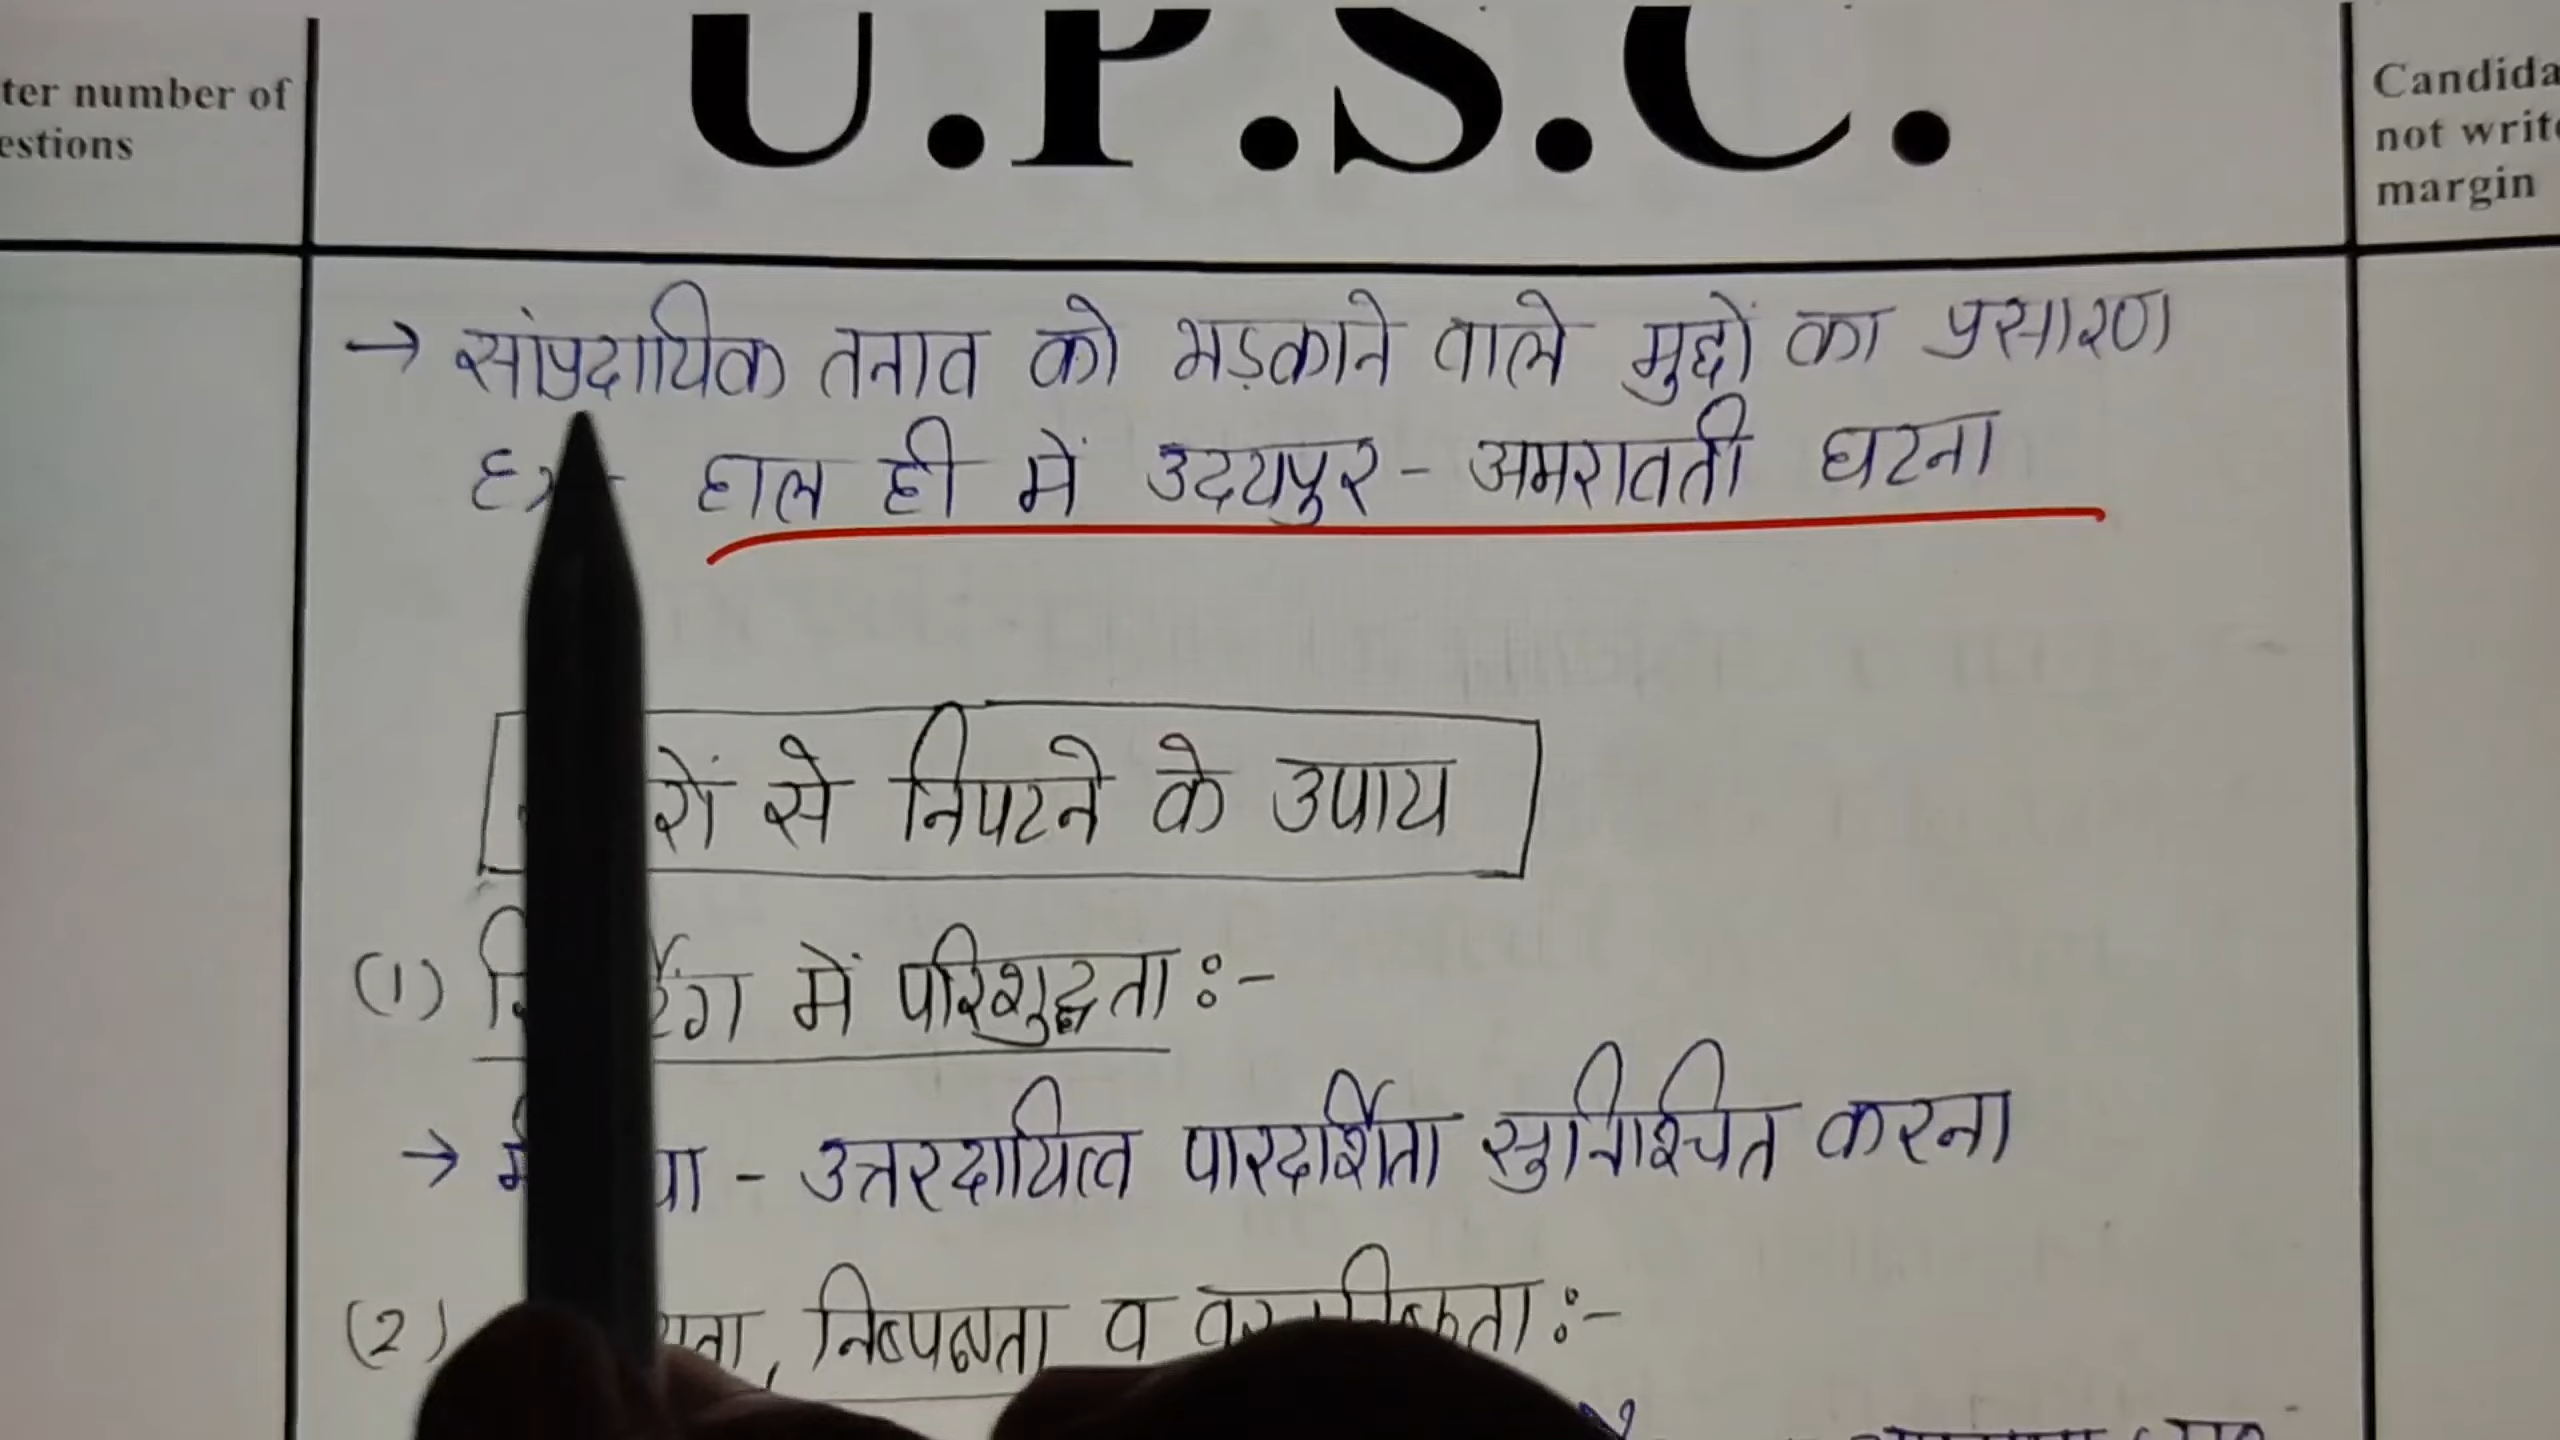 U.P.S.C.
ter number of
estions
Candida
not write
margin
→ सांप्रदायिक तनाव को भड़काने वाले मुद्दों का प्रसारण
हाल ही में उदयपुर - अमरावती घटना
से निपटने के उपाय
(1) में परिशुद्धता :-
→ - उत्तरदायित्व पारदर्शिता सुनिश्चित करना
(2) , निष्पक्षता व :-